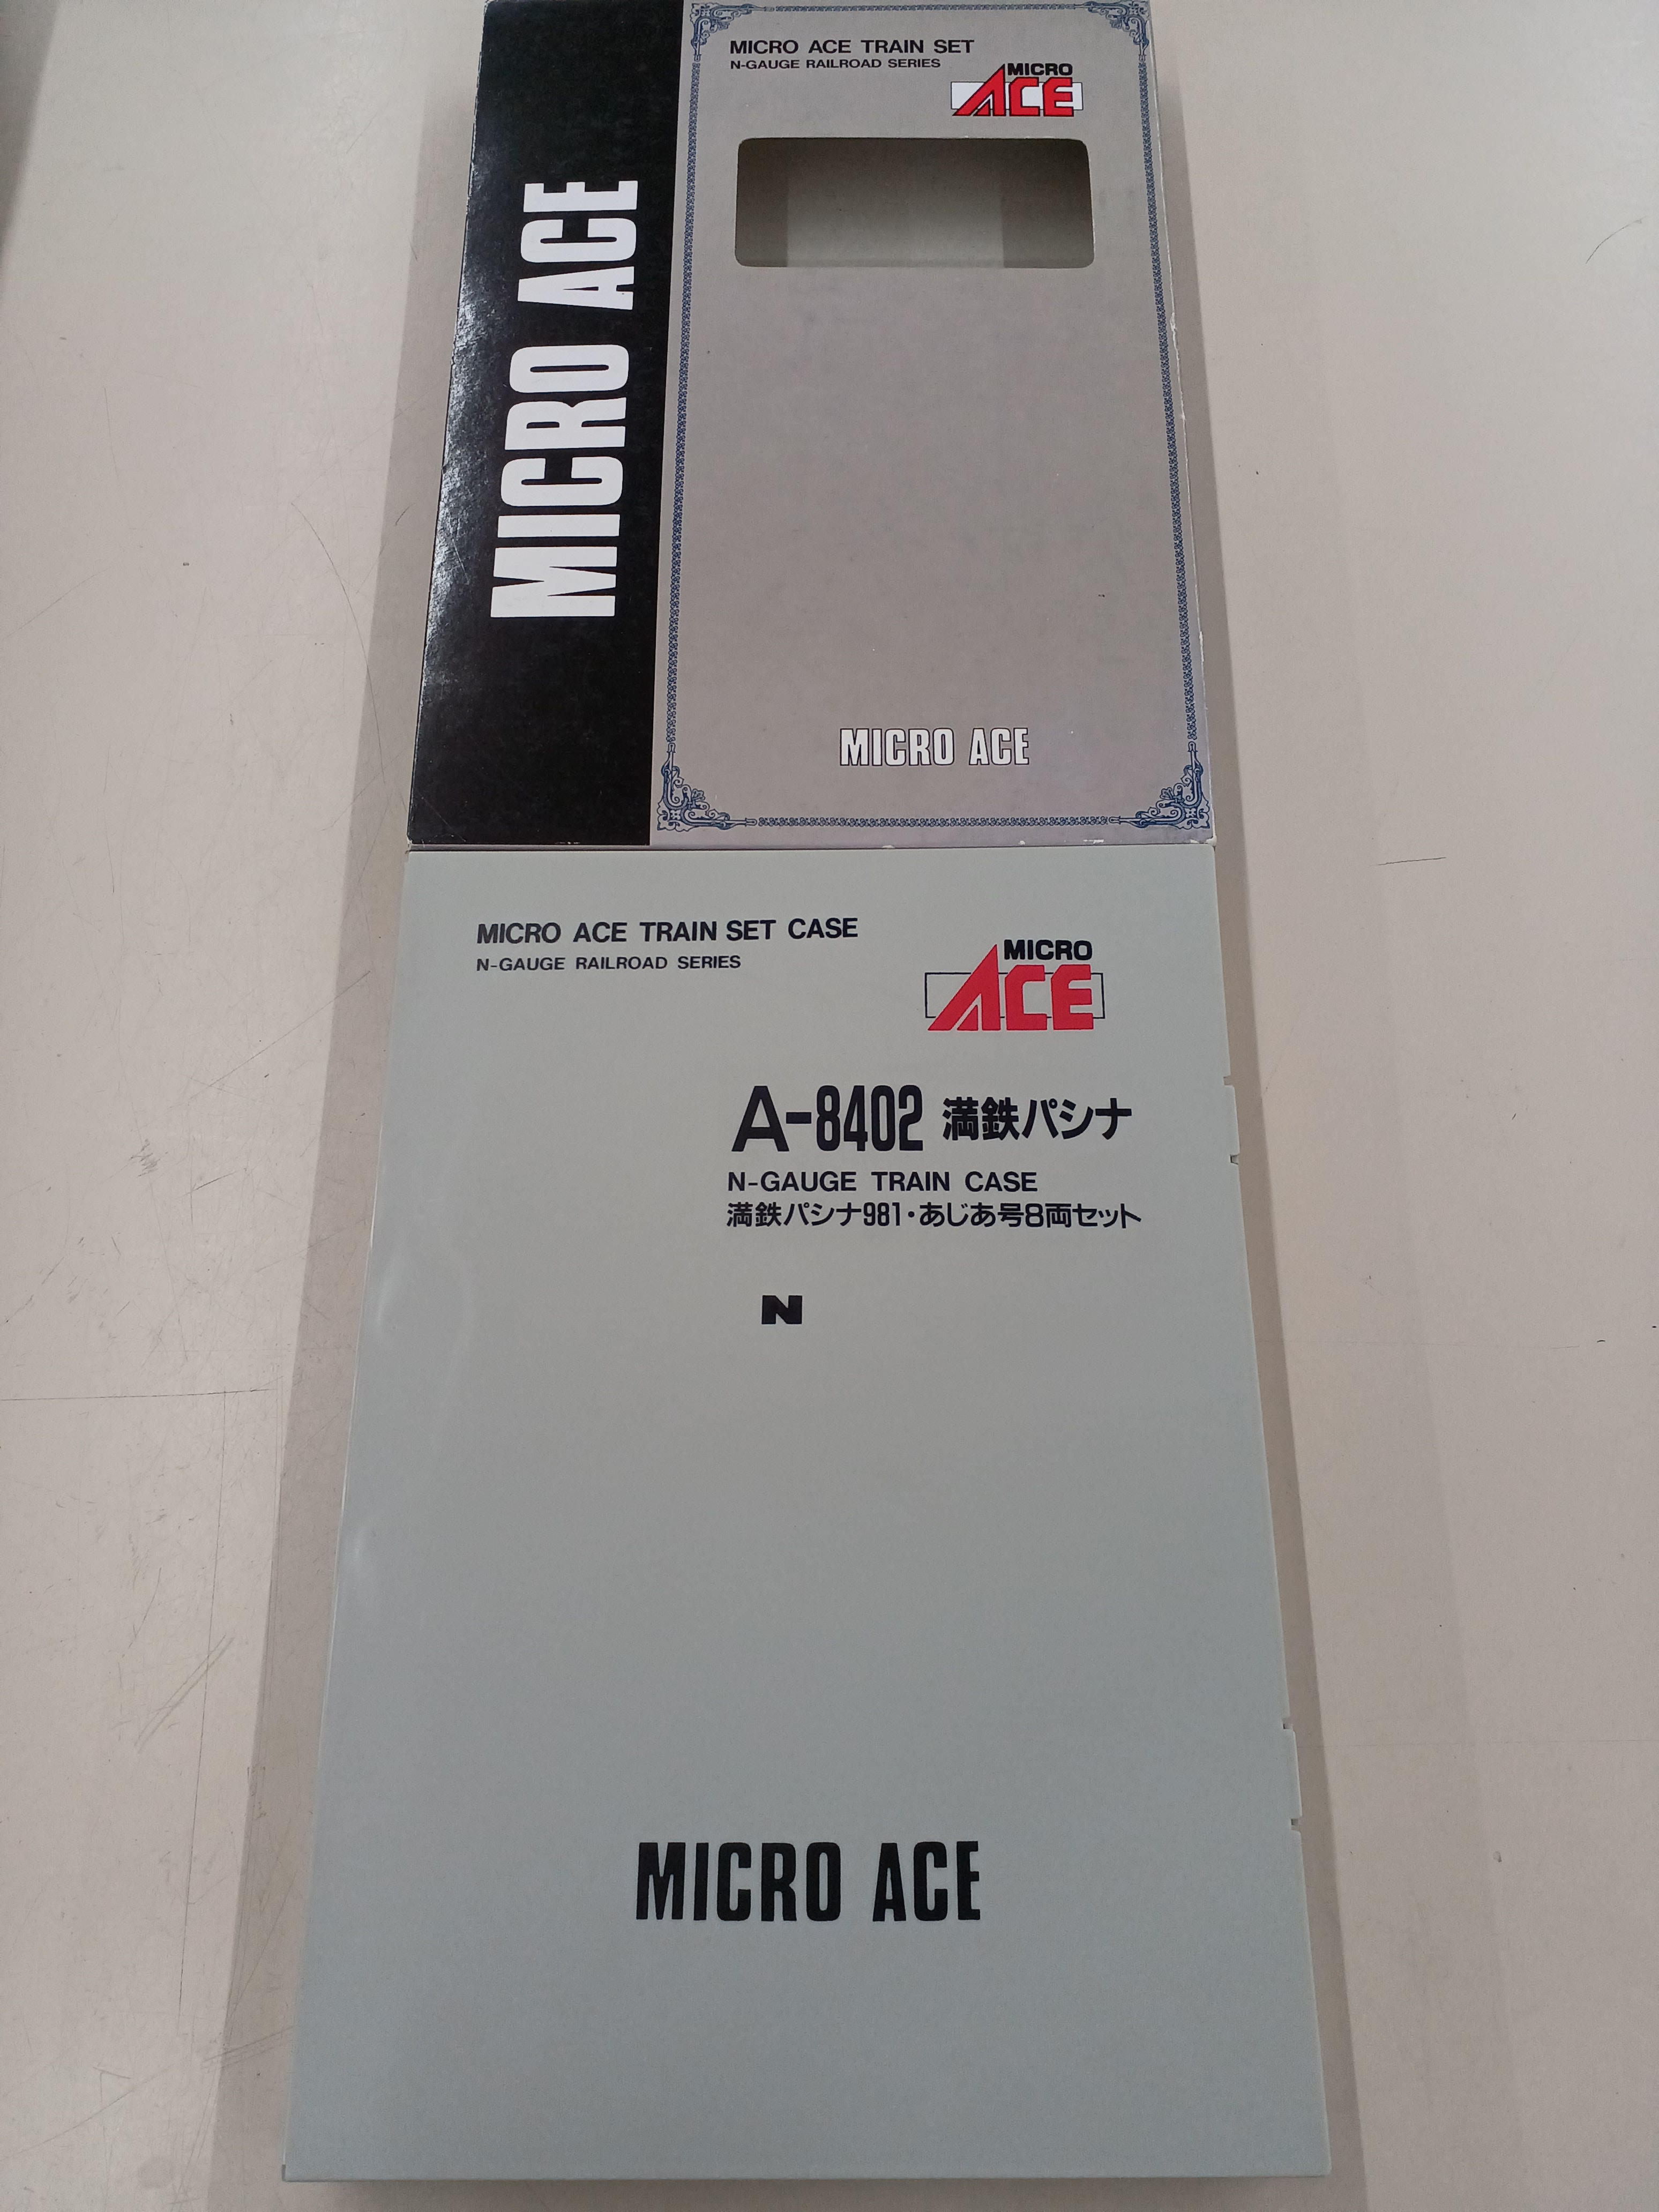 MICRO ACE TRAIN SET
N-GAUGE RAILROAD SERIES
MICRO
ACE
MICRO ACE
MICRO ACE
MICRO ACE TRAIN SET CASE
N-GAUGE RAILROAD SERIES
MICRO
ACE
A-8402 満鉄パシナ
N-GAUGE TRAIN CASE
満鉄パシナ981・あじあ号8両セット
N
MICRO ACE